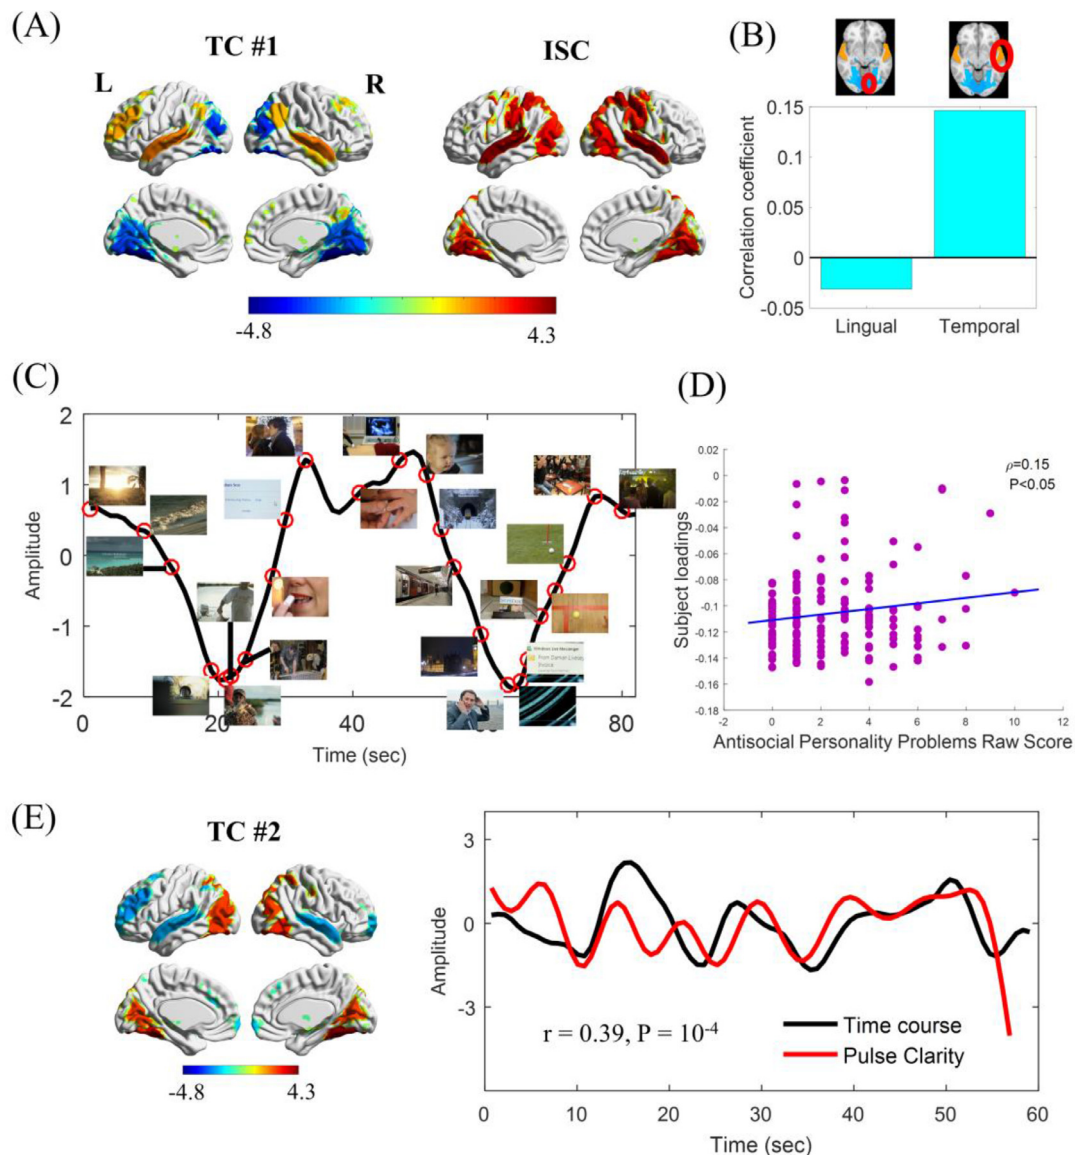 (A)
TC #1
ISC
L
R
-4.8
4.3
(B)
0.15
0.1
0.05
0
-0.05
Correlation coefficient
Lingual
Temporal
(C)
2
1
0
-1
-2
Amplitude
0
20
40
80
Time (sec)
(D)
0.02
0
-0.02
-0.04
-0.06
-0.08
-0.1
-0.12
-0.14
-0.16
-0.18
Subject loadings
ρ=0.15
P<0.05
-2
0
2
4
6
8
10
12
Antisocial Personality Problems Raw Score
(E)
TC #2
-4.8
4.3
3
0
-3
Amplitude
r = 0.39, P = 10-4
Time course
Pulse Clarity
0
10
20
30
40
50
60
Time (sec)